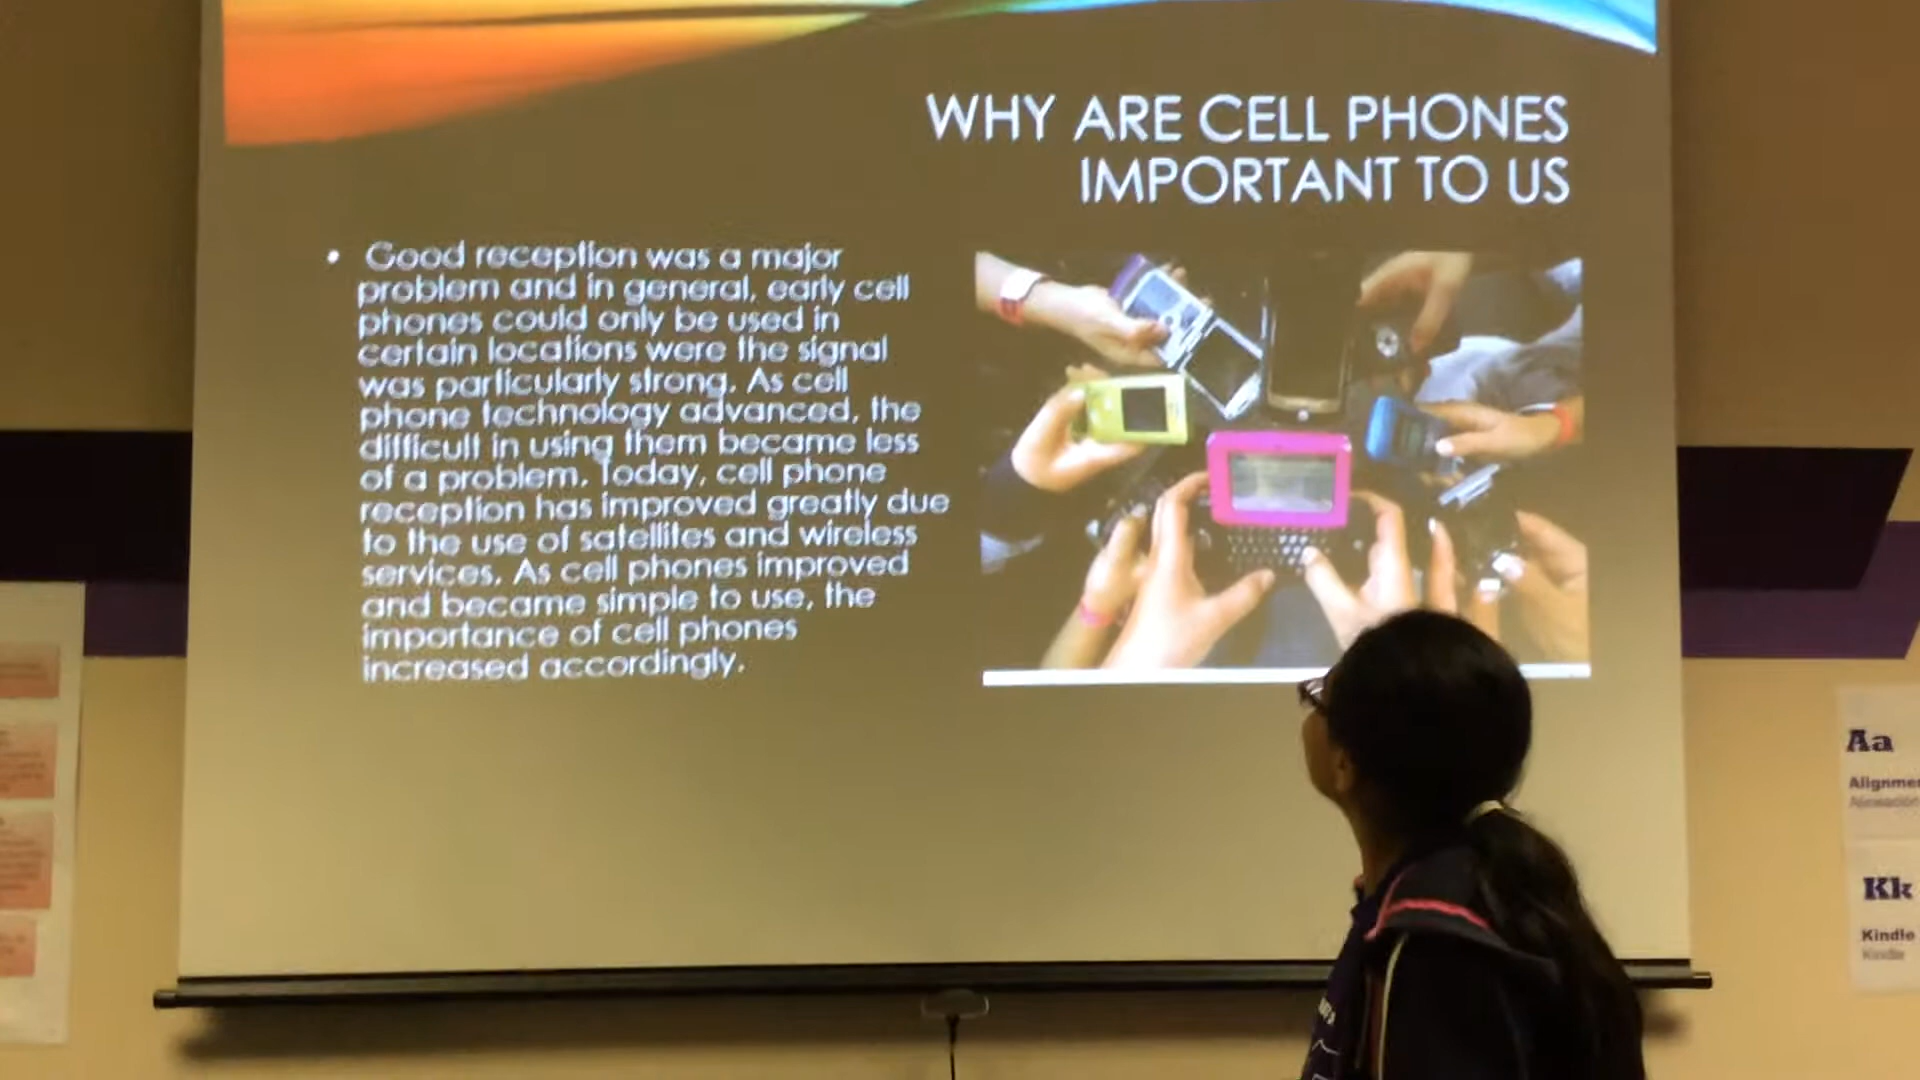 WHY ARE CELL PHONES
IMPORTANT TO US
• Good reception was a major
problem and in general, early cell
phones could only be used in
certain locations were the signal
was particularly strong. As cell
phone technology advanced, the
difficult in using them became less
of a problem. Today, cell phone
reception has improved greatly due
to the use of satellites and wireless
services. As cell phones improved
and became simple to use, the
importance of cell phones
increased accordingly.
Aa
Kk
Kindle
Kindle